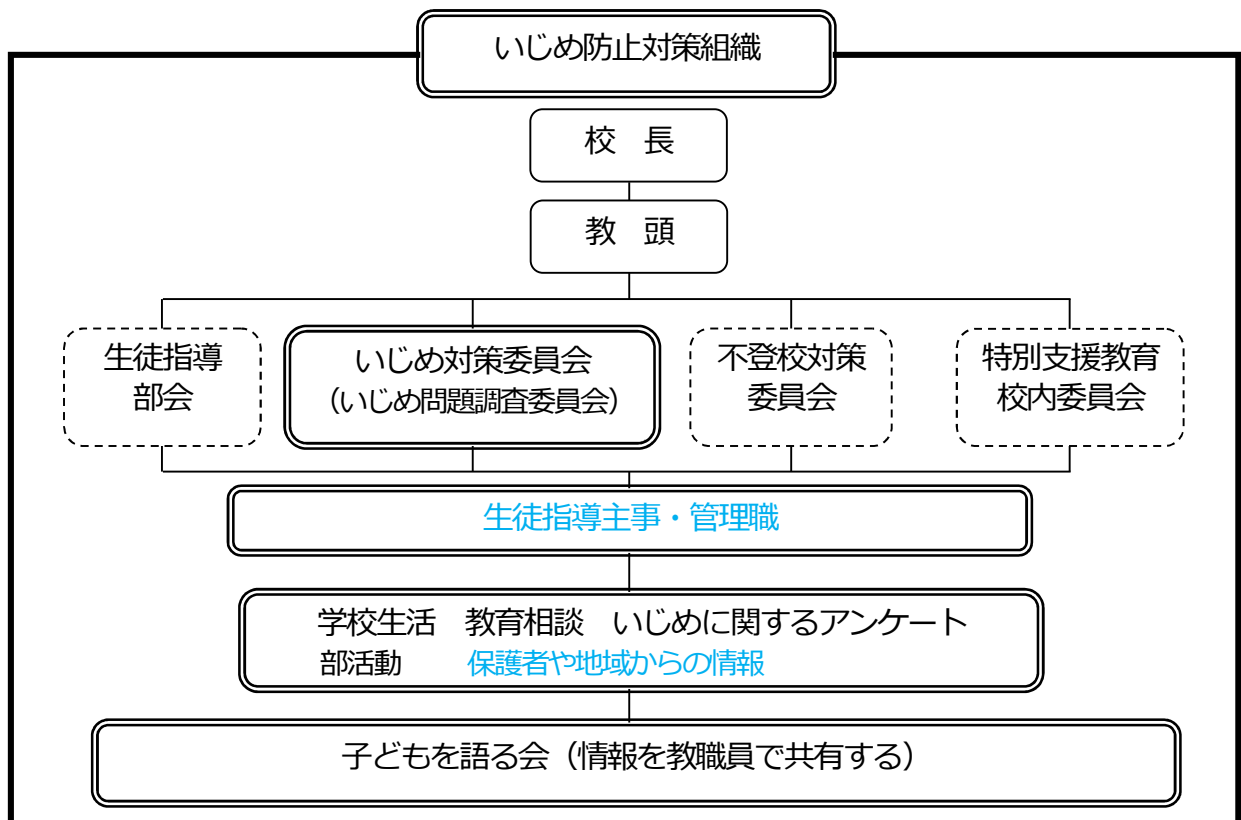 いじめ防止対策組織
校　長
教　頭
生徒指導
部会
いじめ対策委員会
（いじめ問題調査委員会）
不登校対策
委員会
特別支援教育
校内委員会
生徒指導主事・管理職
学校生活　教育相談　いじめに関するアンケート
部活動　　保護者や地域からの情報
子どもを語る会（情報を教職員で共有する）